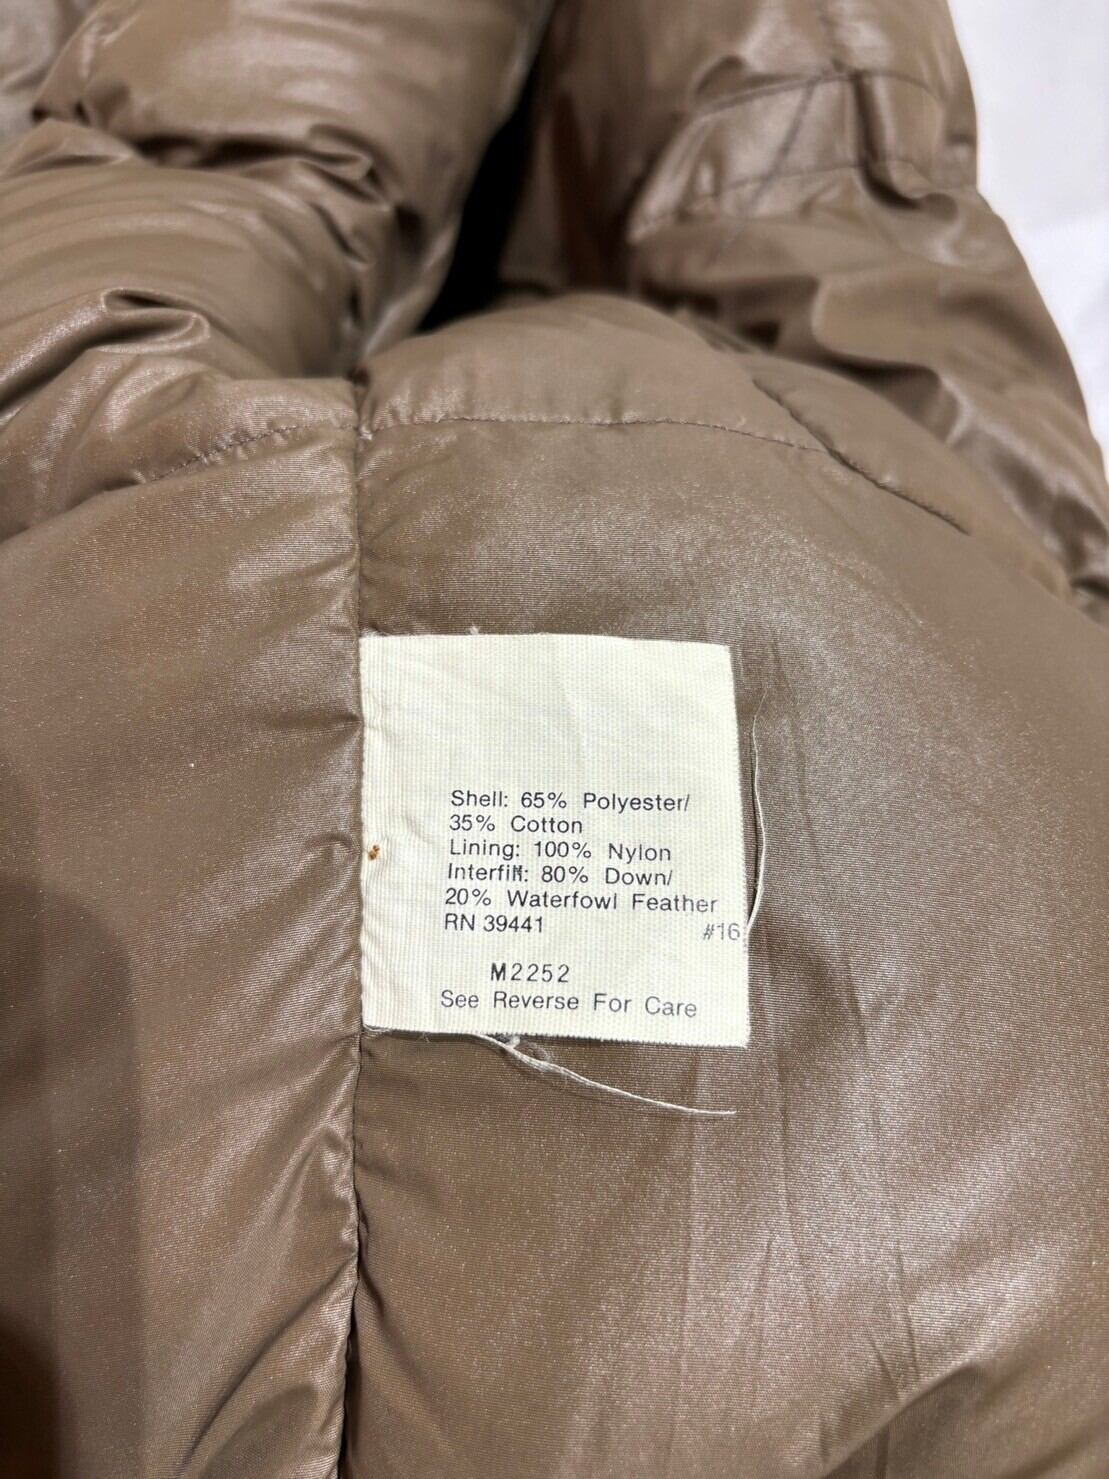 Shell: 65% Polyester/
35% Cotton
Lining: 100% Nylon
Interfill: 80% Down/
20% Waterfowl Feather
RN 39441 #16
M2252
See Reverse For Care